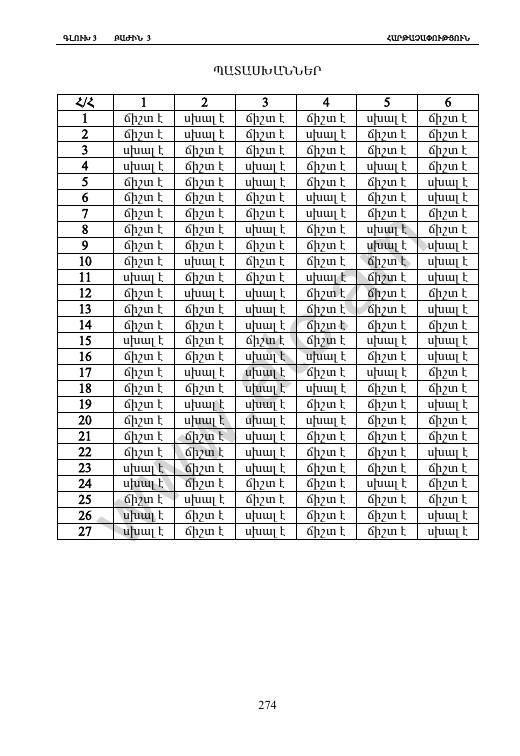 ԳԼՈՒԽ 3 ԲԱԺԻՆ 3 ՀԱՐԹԱՉԱՓՈՒԹՅՈՒՆ
ՊԱՏԱՍԽԱՆՆԵՐ
Հ/Հ 1 2 3 4 5 6
1 ճիշտ է սխալ է ճիշտ է ճիշտ է սխալ է ճիշտ է
2 ճիշտ է սխալ է ճիշտ է սխալ է ճիշտ է ճիշտ է
3 սխալ է ճիշտ է սխալ է ճիշտ է ճիշտ է ճիշտ է
4 սխալ է ճիշտ է սխալ է ճիշտ է սխալ է ճիշտ է
5 ճիշտ է ճիշտ է սխալ է ճիշտ է ճիշտ է սխալ է
6 ճիշտ է ճիշտ է ճիշտ է սխալ է ճիշտ է սխալ է
7 ճիշտ է ճիշտ է ճիշտ է սխալ է ճիշտ է սխալ է
8 ճիշտ է ճիշտ է սխալ է ճիշտ է սխալ է ճիշտ է
9 ճիշտ է ճիշտ է ճիշտ է ճիշտ է սխալ է սխալ է
10 ճիշտ է սխալ է ճիշտ է ճիշտ է սխալ է ճիշտ է
11 սխալ է ճիշտ է ճիշտ է սխալ է ճիշտ է սխալ է
12 ճիշտ է սխալ է սխալ է ճիշտ է ճիշտ է ճիշտ է
13 ճիշտ է սխալ է սխալ է ճիշտ է ճիշտ է սխալ է
14 ճիշտ է ճիշտ է սխալ է ճիշտ է ճիշտ է ճիշտ է
15 սխալ է ճիշտ է ճիշտ է ճիշտ է սխալ է սխալ է
16 ճիշտ է ճիշտ է սխալ է սխալ է ճիշտ է սխալ է
17 ճիշտ է սխալ է սխալ է ճիշտ է սխալ է ճիշտ է
18 ճիշտ է ճիշտ է սխալ է սխալ է ճիշտ է ճիշտ է
19 ճիշտ է սխալ է սխալ է ճիշտ է ճիշտ է սխալ է
20 ճիշտ է սխալ է սխալ է սխալ է ճիշտ է ճիշտ է
21 ճիշտ է ճիշտ է սխալ է ճիշտ է ճիշտ է ճիշտ է
22 ճիշտ է ճիշտ է սխալ է ճիշտ է ճիշտ է սխալ է
23 սխալ է ճիշտ է սխալ է ճիշտ է ճիշտ է ճիշտ է
24 սխալ է ճիշտ է ճիշտ է ճիշտ է սխալ է ճիշտ է
25 ճիշտ է սխալ է ճիշտ է ճիշտ է ճիշտ է ճիշտ է
26 սխալ է ճիշտ է սխալ է ճիշտ է ճիշտ է սխալ է
27 սխալ է ճիշտ է սխալ է ճիշտ է ճիշտ է սխալ է
www.atc.am
274